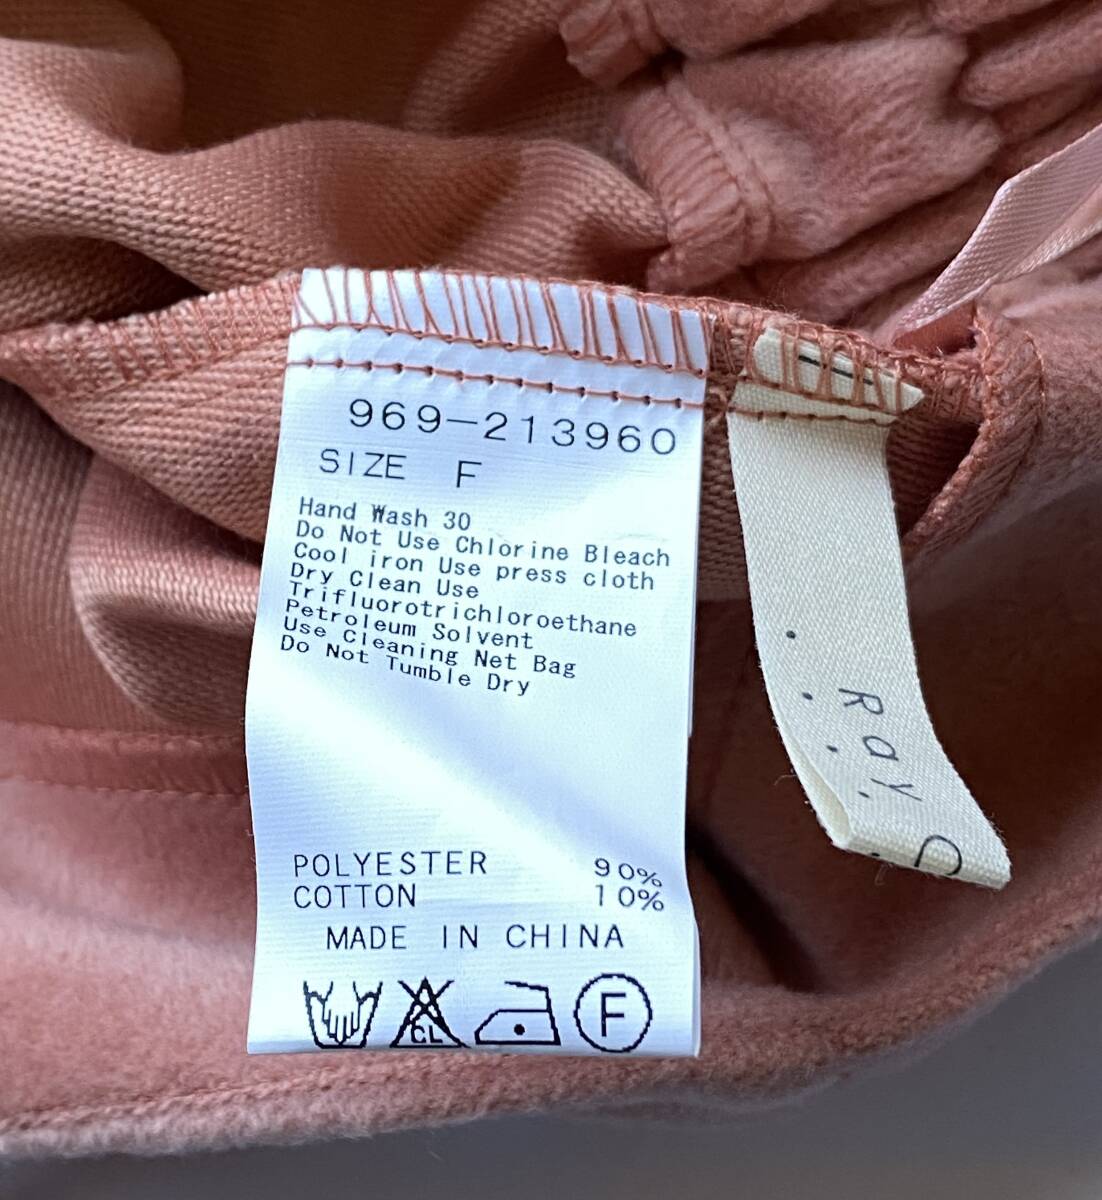 969-213960
SIZE F
Hand Wash 30
Do Not Use Chlorine Bleach
Cool iron Use press cloth
Dry Clean Use
Trifluorotrichloroethane
Petroleum Solvent
Use Cleaning Net Bag
Do Not Tumble Dry
POLYESTER 90%
COTTON 10%
MADE IN CHINA
CL
F
Ray